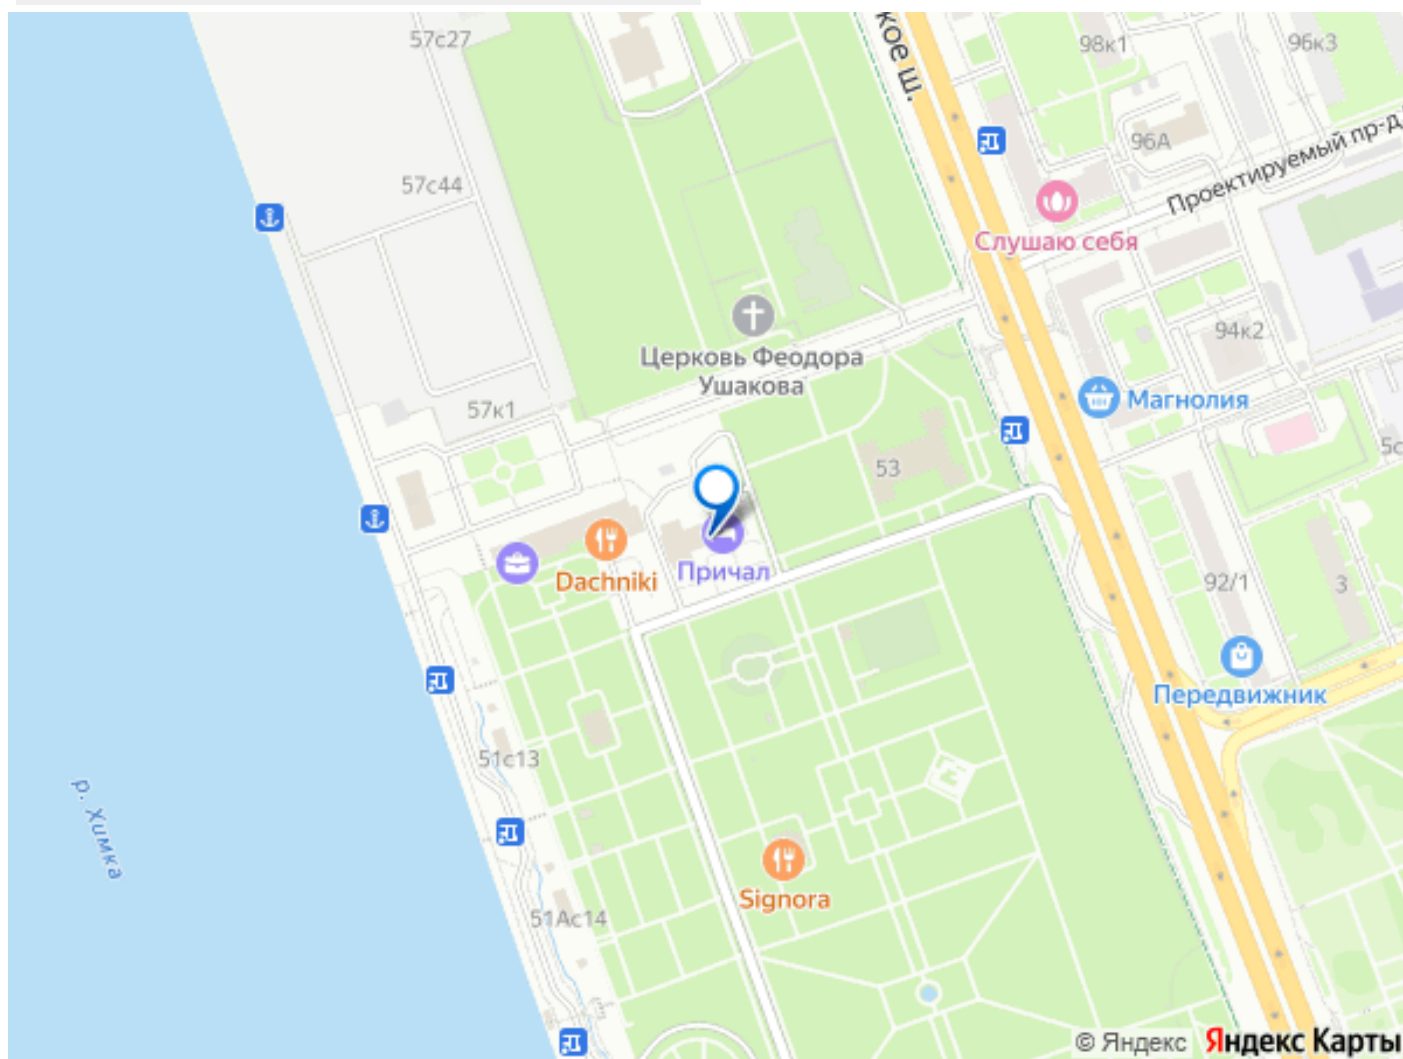 57с27
кое ш.
98к1
96к3
96А
Проектируемый пр-д
57с44
Слушаю себя
Церковь Феодора
Ушакова
94к2
Магнолия
57к1
53
5с
Причал
Dachniki
92/1
3
Передвижник
51с13
р. Химка
Signora
51Ас14
© Яндекс
Яндекс Карты